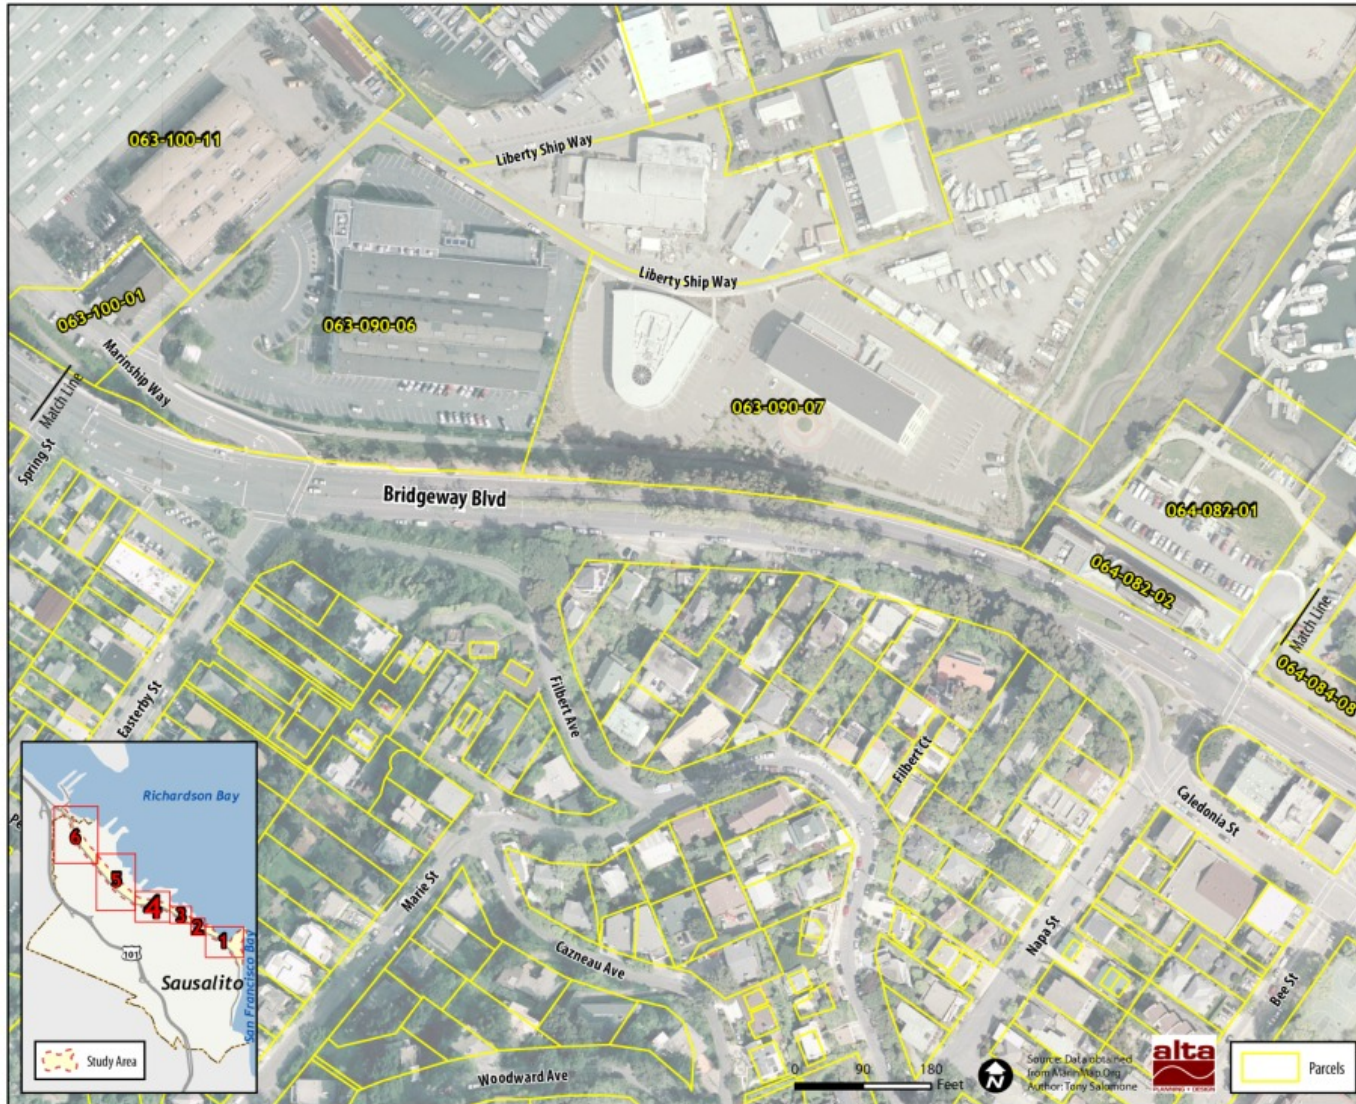 063-100-11
Liberty Ship Way
Liberty Ship Way
063-100-01
063-090-06
Marinship Way
Match Line
063-090-07
Spring St
Bridgeway Blvd
064-082-01
064-082-02
Match Line
064-084-08
Easterby St
Filbert Ave
Filbert Ct
Caledonia St
Marie St
Napa St
Cazneau Ave
Bee St
Woodward Ave
Richardson Bay
6
5
4
3
2
1
101
Sausalito
San Francisco Bay
Study Area
0 90 180
Feet
N
Source: Data obtained
from MarinMap.Org
Author: Tony Salomone
alta
PLANNING + DESIGN
Parcels